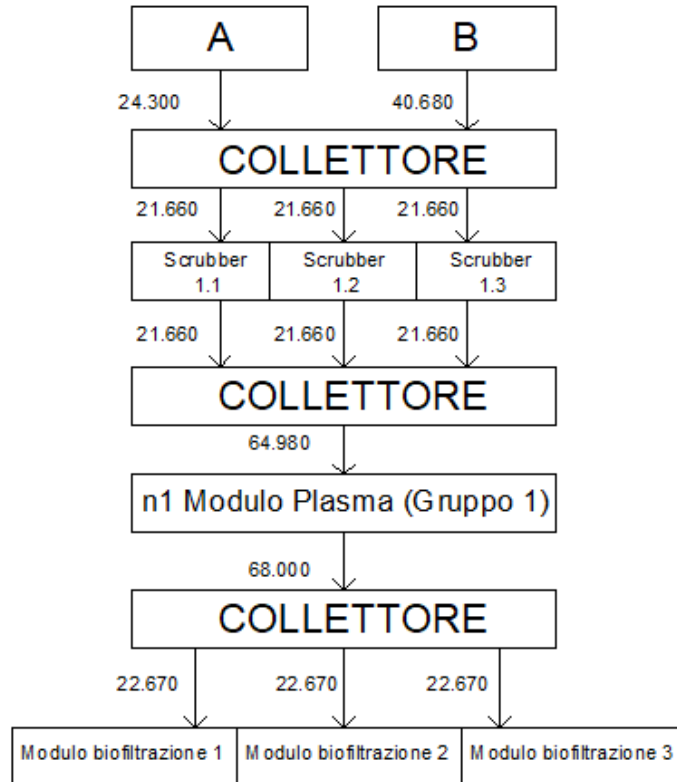 A
B
24.300
40.680
COLLETTORE
21.660
21.660
21.660
Scrubber
1.1
Scrubber
1.2
Scrubber
1.3
21.660
21.660
21.660
COLLETTORE
64.980
n1 Modulo Plasma (Gruppo 1)
68.000
COLLETTORE
22.670
22.670
22.670
Modulo biofiltrazione 1
Modulo biofiltrazione 2
Modulo biofiltrazione 3